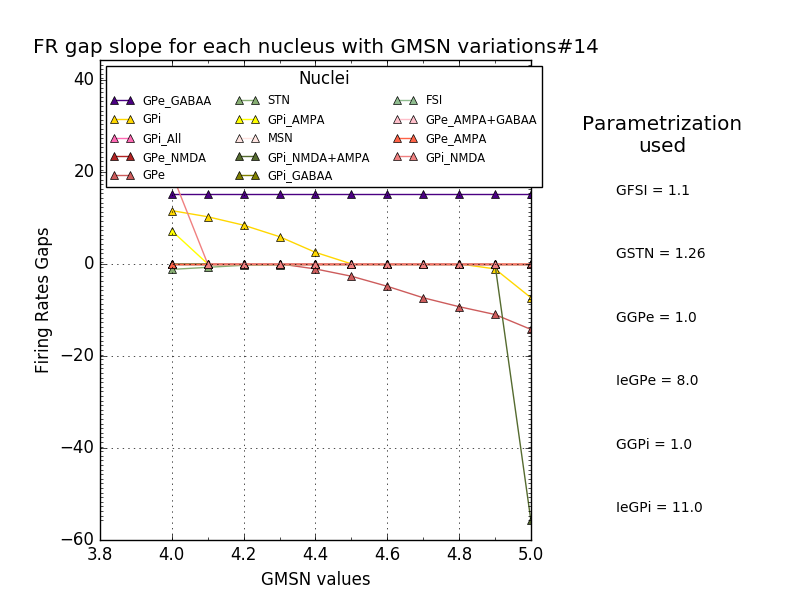 FR gap slope for each nucleus with GMSN variations#14
Nuclei
GPe_GABAA STN FSI
GPi GPi_AMPA GPe_AMPA+GABAA
GPi_All MSN GPe_AMPA
GPe_NMDA GPi_NMDA+AMPA GPi_NMDA
GPe GPi_GABAA
40
20
0
−20
−40
−60
Firing Rates Gaps
3.8 4.0 4.2 4.4 4.6 4.8 5.0
GMSN values
Parametrization
used
GFSI = 1.1
GSTN = 1.26
GGPe = 1.0
IeGPe = 8.0
GGPi = 1.0
IeGPi = 11.0